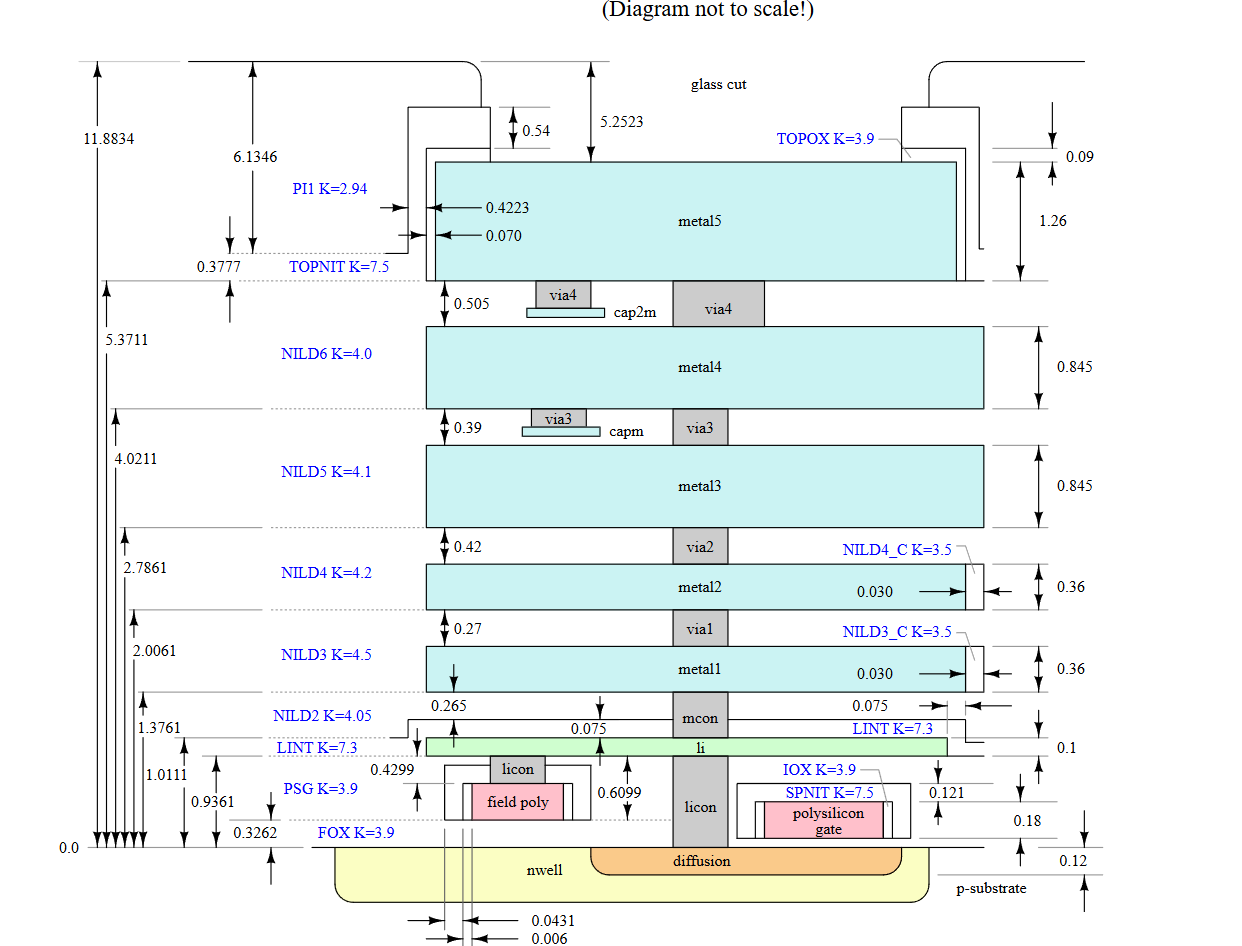 (Diagram not to scale!)
glass cut
11.8834
5.2523
0.54
TOPOX K=3.9
6.1346
0.09
PI1 K=2.94
0.4223
metal5
1.26
0.070
0.3777
TOPNIT K=7.5
via4
0.505
via4
cap2m
5.3711
NILD6 K=4.0
metal4
0.845
via3
0.39
capm
via3
4.0211
NILD5 K=4.1
metal3
0.845
0.42
via2
NILD4_C K=3.5
2.7861
NILD4 K=4.2
metal2
0.030
0.36
0.27
via1
NILD3_C K=3.5
2.0061
NILD3 K=4.5
metal1
0.030
0.36
0.265
0.075
NILD2 K=4.05
mcon
1.3761
0.075
LINT K=7.3
LINT K=7.3
li
0.1
0.4299
licon
IOX K=3.9
1.0111
PSG K=3.9
0.6099
SPNIT K=7.5
0.121
0.9361
field poly
licon
polysilicon
gate
0.18
0.3262
FOX K=3.9
0.0
diffusion
0.12
nwell
p-substrate
0.0431
0.006